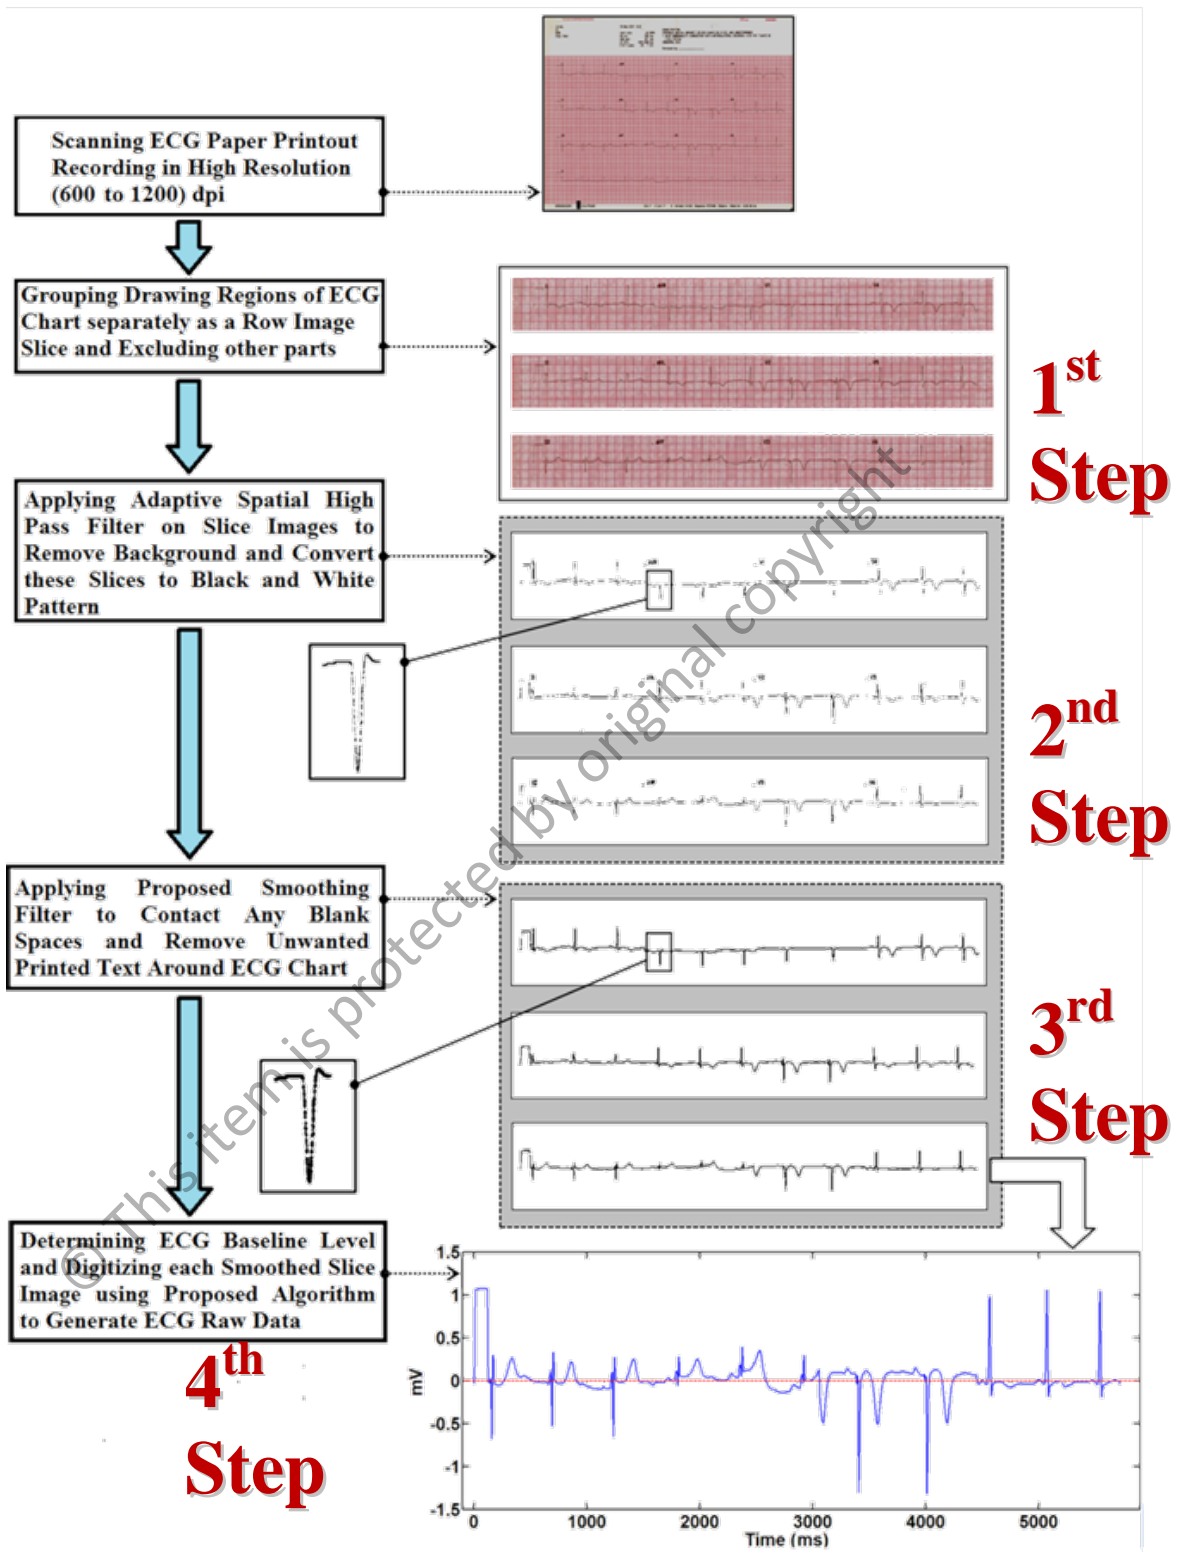 Scanning ECG Paper Printout
Recording in High Resolution
(600 to 1200) dpi
Grouping Drawing Regions of ECG
Chart separately as a Row Image
Slice and Excluding other parts
1st
Step
Applying Adaptive Spatial High
Pass Filter on Slice Images to
Remove Background and Convert
these Slices to Black and White
Pattern
2nd
Step
Applying Proposed Smoothing
Filter to Contact Any Blank
Spaces and Remove Unwanted
Printed Text Around ECG Chart
3rd
Step
Determining ECG Baseline Level
and Digitizing each Smoothed Slice
Image using Proposed Algorithm
to Generate ECG Raw Data
4th
Step
1.5
1
0.5
0
-0.5
-1
-1.5
mV
0 1000 2000 3000 4000 5000
Time (ms)
© This item is protected by original copyright